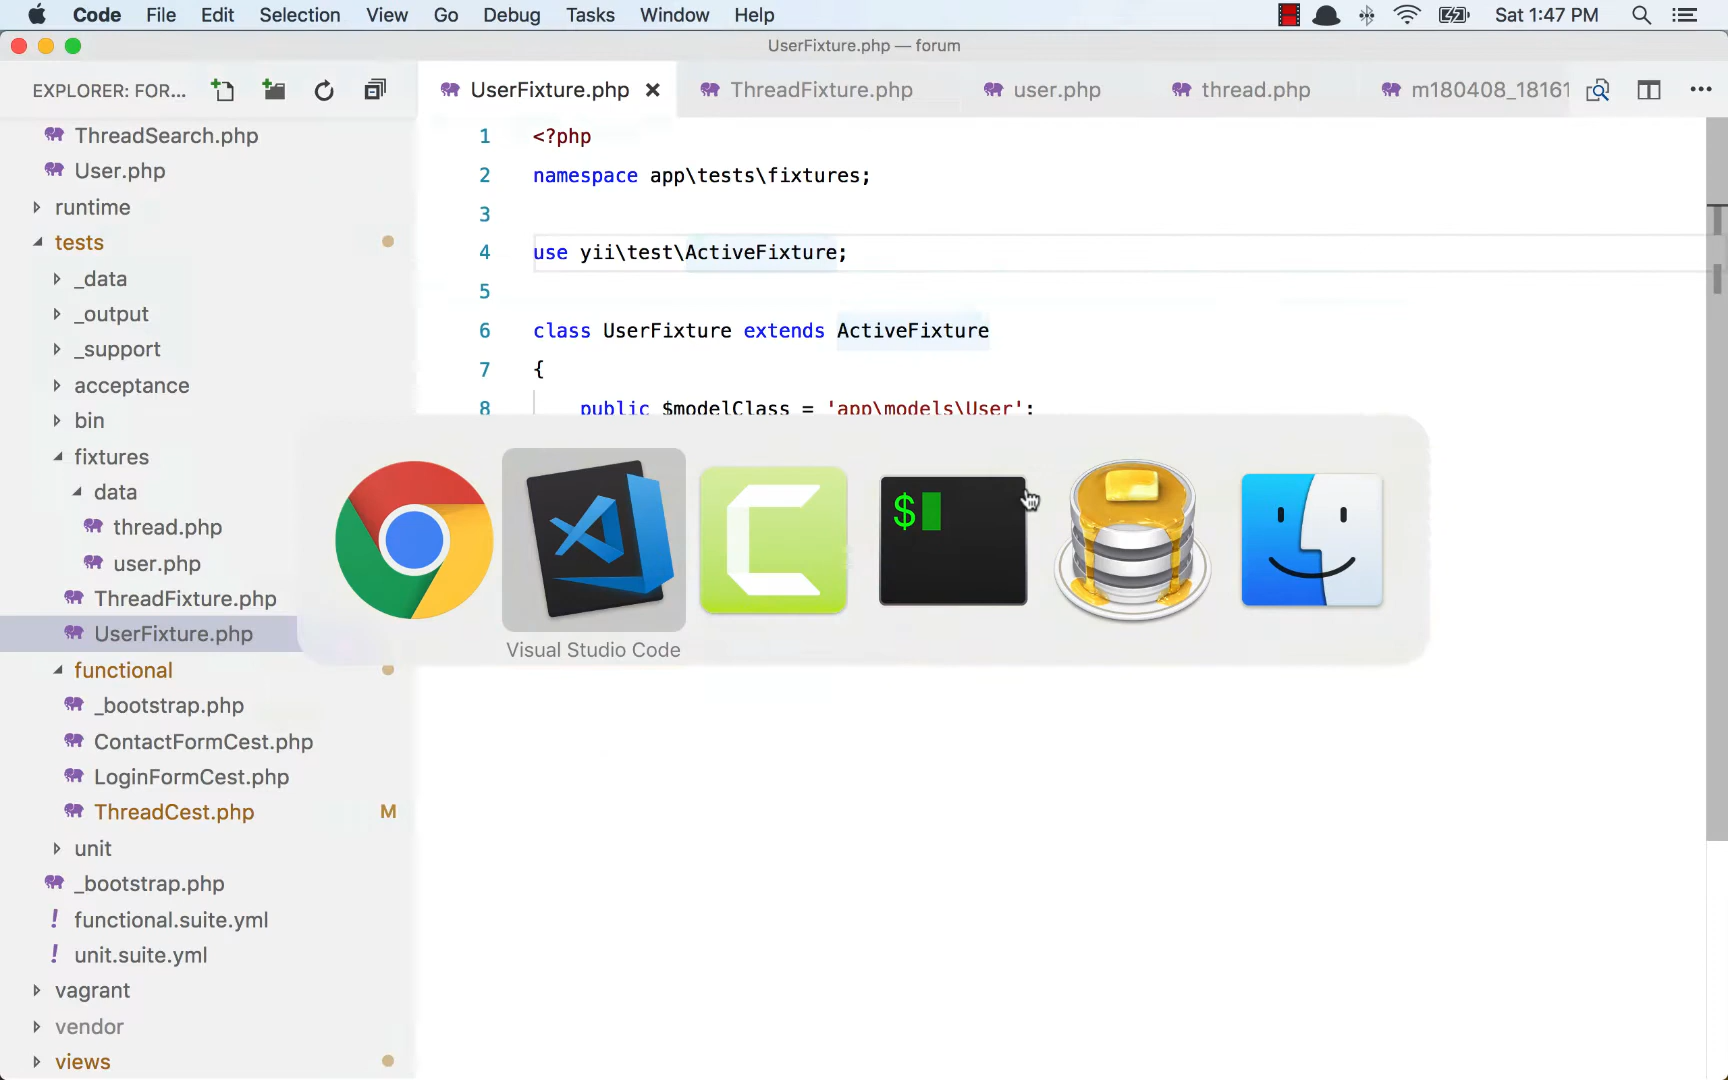 Code File Edit Selection View Go Debug Tasks Window Help Sat 1:47 PM
UserFixture.php — forum
EXPLORER: FOR...
UserFixture.php ThreadFixture.php user.php thread.php m180408_18161
ThreadSearch.php
User.php
runtime
tests
_data
_output
_support
acceptance
bin
fixtures
data
thread.php
user.php
ThreadFixture.php
UserFixture.php
functional
_bootstrap.php
ContactFormCest.php
LoginFormCest.php
ThreadCest.php M
unit
_bootstrap.php
! functional.suite.yml
! unit.suite.yml
vagrant
vendor
views
1 <?php
2 namespace app\tests\fixtures;
3
4 use yii\test\ActiveFixture;
5
6 class UserFixture extends ActiveFixture
7 {
8 public $modelClass = 'app\models\User';
$
Visual Studio Code